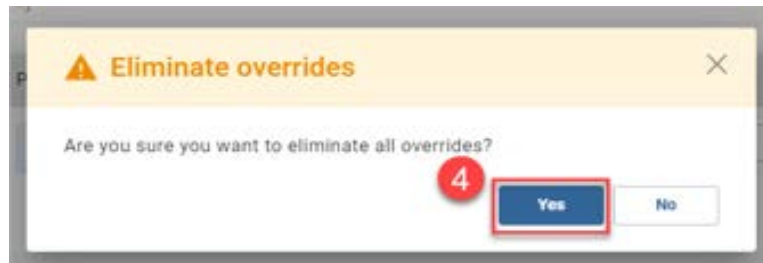 P
Eliminate overrides
Are you sure you want to eliminate all overrides?
4
Yes No